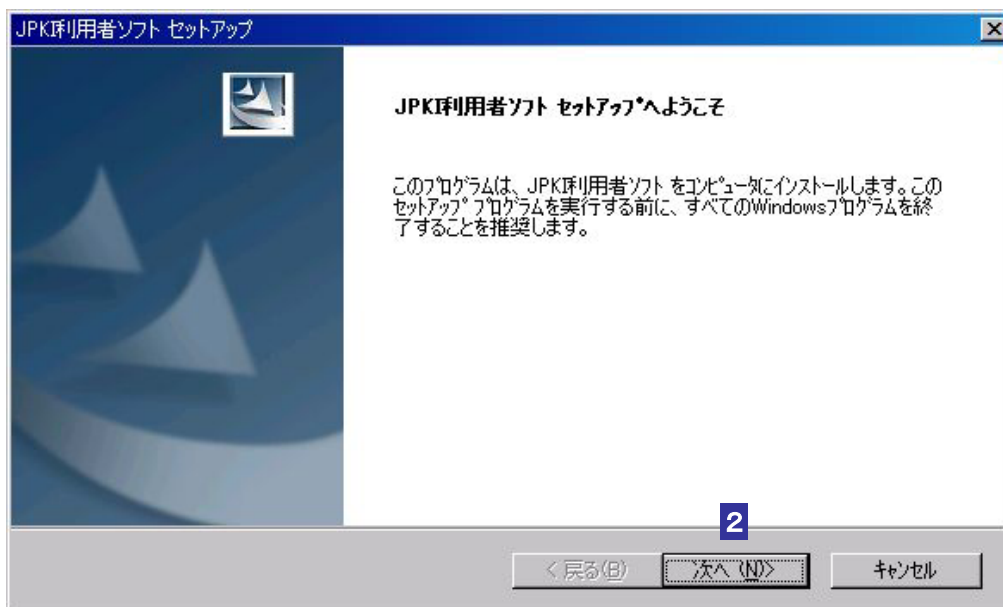 JPKI利用者ソフト セットアップ
JPKI利用者ソフト セットアップへようこそ
このプログラムは、JPKI利用者ソフト をコンピュータにインストールします。この
セットアップ プログラムを実行する前に、すべてのWindowsプログラムを終
了することを推奨します。
2
< 戻る(B)
次へ (N)>
キャンセル